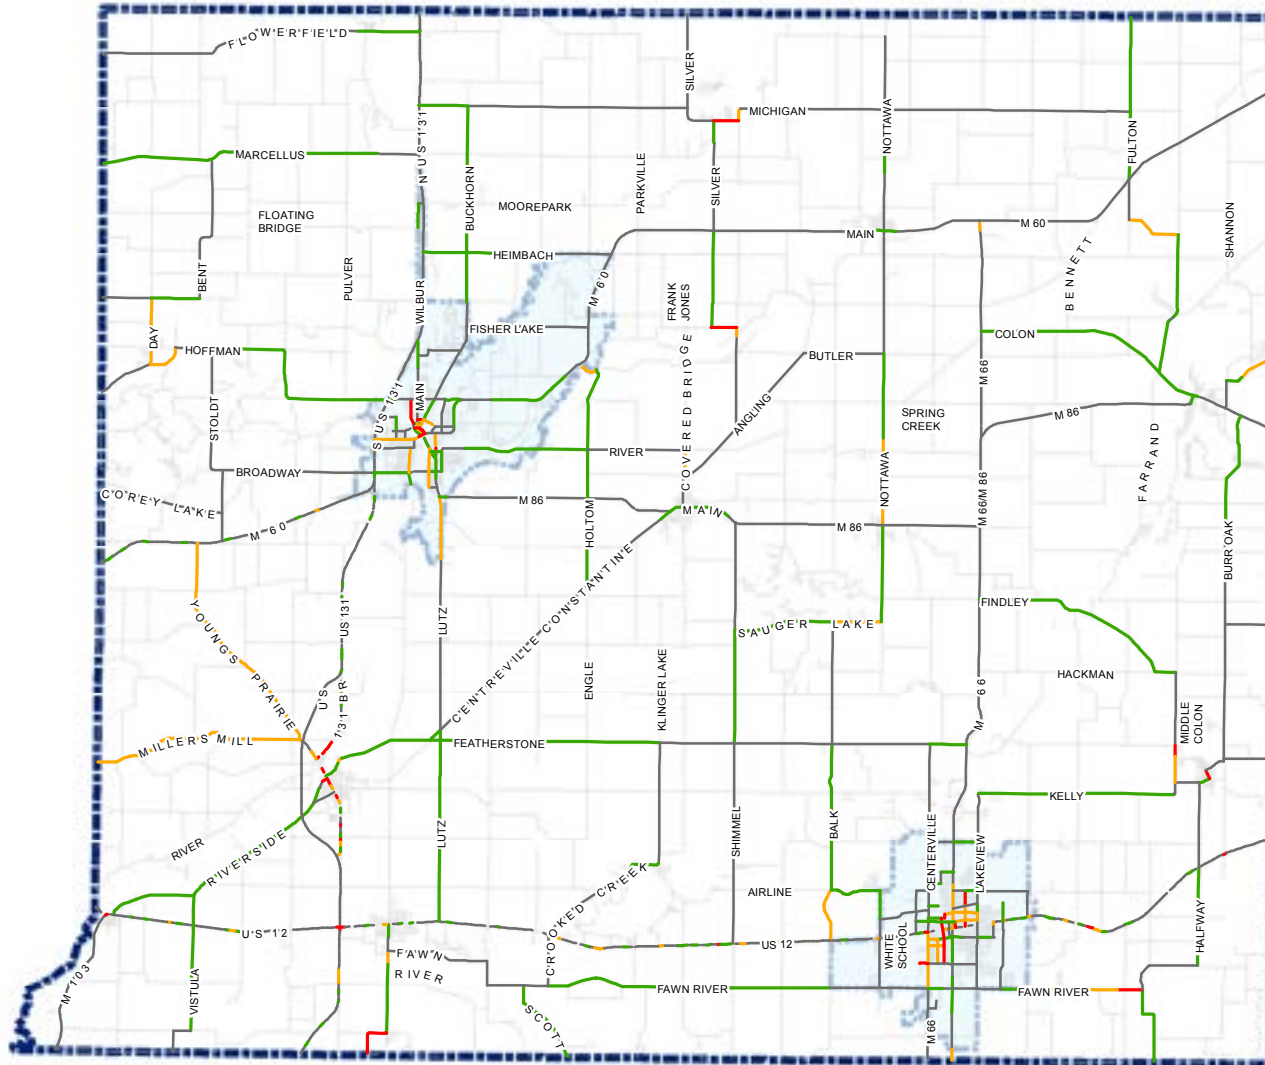 FLOWERFIELD
SILVER
MICHIGAN
N US 131
NOTTAWA
FULTON
MARCELLUS
BUCKHORN
PARKVILLE
SILVER
MOOREPARK
FLOATING
BRIDGE
MAIN
M 60
SHANNON
BENNETT
HEIMBACH
BENT
PULVER
M 60
WILBUR
FRANK
JONES
FISHER LAKE
DAY
HOFFMAN
COLON
BUTLER
M 66
COVERED BRIDGE
S US 131
MAIN
STOLDT
ANGLING
SPRING
CREEK
M 86
FARRAND
RIVER
BROADWAY
COREY LAKE
NOTTAWA
M 66/M 86
M 86
MAIN
M 86
M 60
HOLTOM
BURR OAK
CENTREVILLE CONSTANTINE
YOUNGS PRAIRIE
US 131
LUTZ
FINDLEY
SAUGER LAKE
ENGLE
KLINGER LAKE
HACKMAN
US
131 BR
M 66
MIDDLE
COLON
MILLERS MILL
FEATHERSTONE
KELLY
RIVER
RIVERSIDE
LUTZ
SHIMMEL
BALK
CENTERVILLE
LAKEVIEW
CROOKED CREEK
AIRLINE
HALFWAY
US 12
US 12
WHITE
SCHOOL
FAWN
RIVER
M 103
VISTULA
FAWN RIVER
FAWN RIVER
SCOTT
M 66